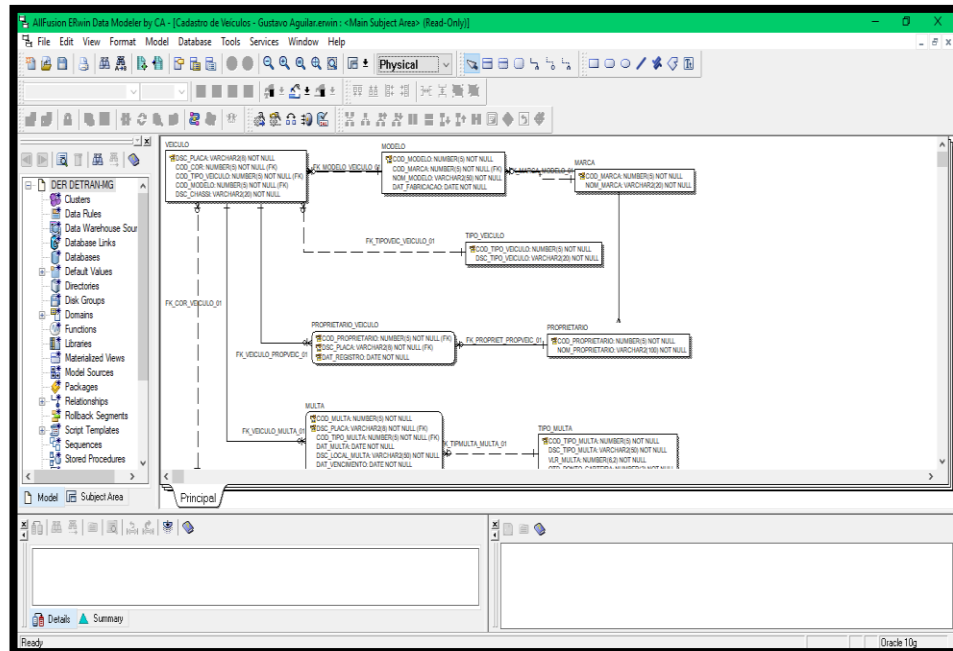 AllFusion ERwin Data Modeler by CA - [Cadastro de Veículos - Gustavo Aguilar.erwin : <Main Subject Area> (Read-Only)]
File Edit View Format Model Database Tools Services Window Help
Physical
DER DETRAN-MG
Clusters
Data Rules
Data Warehouse Sour
Database Links
Databases
Default Values
Directories
Disk Groups
Domains
Functions
Libraries
Materialized Views
Model Sources
Packages
Relationships
Rollback Segments
Script Templates
Sequences
Stored Procedures
Model Subject Area
VEICULO
DSC_PLACA: VARCHAR2(8) NOT NULL
COD_COR: NUMBER(5) NOT NULL (FK)
COD_TIPO_VEICULO: NUMBER(5) NOT NULL (FK)
COD_MODELO: NUMBER(5) NOT NULL (FK)
DSC_CHASSI: VARCHAR2(20) NOT NULL
FK_MODELO_VEICULO_0
MODELO
COD_MODELO: NUMBER(5) NOT NULL
COD_MARCA: NUMBER(5) NOT NULL (FK)
NOM_MODELO: VARCHAR2(50) NOT NULL
DAT_FABRICACAO: DATE NOT NULL
_MARCA_MODELO_01
MARCA
COD_MARCA: NUMBER(5) NOT NULL
NOM_MARCA: VARCHAR2(20) NOT NULL
FK_TIPOVEIC_VEICULO_01
TIPO_VEICULO
COD_TIPO_VEICULO: NUMBER(5) NOT NULL
DSC_TIPO_VEICULO: VARCHAR2(20) NOT NULL
FK_COR_VEICULO_01
PROPRIETARIO_VEICULO
COD_PROPRIETARIO: NUMBER(5) NOT NULL (FK)
DSC_PLACA: VARCHAR2(8) NOT NULL (FK)
DAT_REGISTRO: DATE NOT NULL
FK_VEICULO_PROPVEIC_01
FK_PROPRIET_PROPVEIC_01
PROPRIETARIO
COD_PROPRIETARIO: NUMBER(5) NOT NULL
NOM_PROPRIETARIO: VARCHAR2(100) NOT NULL
MULTA
COD_MULTA: NUMBER(5) NOT NULL
DSC_PLACA: VARCHAR2(8) NOT NULL (FK)
COD_TIPO_MULTA: NUMBER(5) NOT NULL (FK)
DAT_MULTA: DATE NOT NULL
DSC_LOCAL_MULTA: VARCHAR2(50) NOT NULL
DAT_VENCIMENTO: DATE NOT NULL
FK_VEICULO_MULTA_01
K_TIPMULTA_MULTA_01
TIPO_MULTA
COD_TIPO_MULTA: NUMBER(5) NOT NULL
DSC_TIPO_MULTA: VARCHAR2(50) NOT NULL
VLR_MULTA: NUMBER(6,2) NOT NULL
Principal
Details Summary
Ready
Oracle 10g